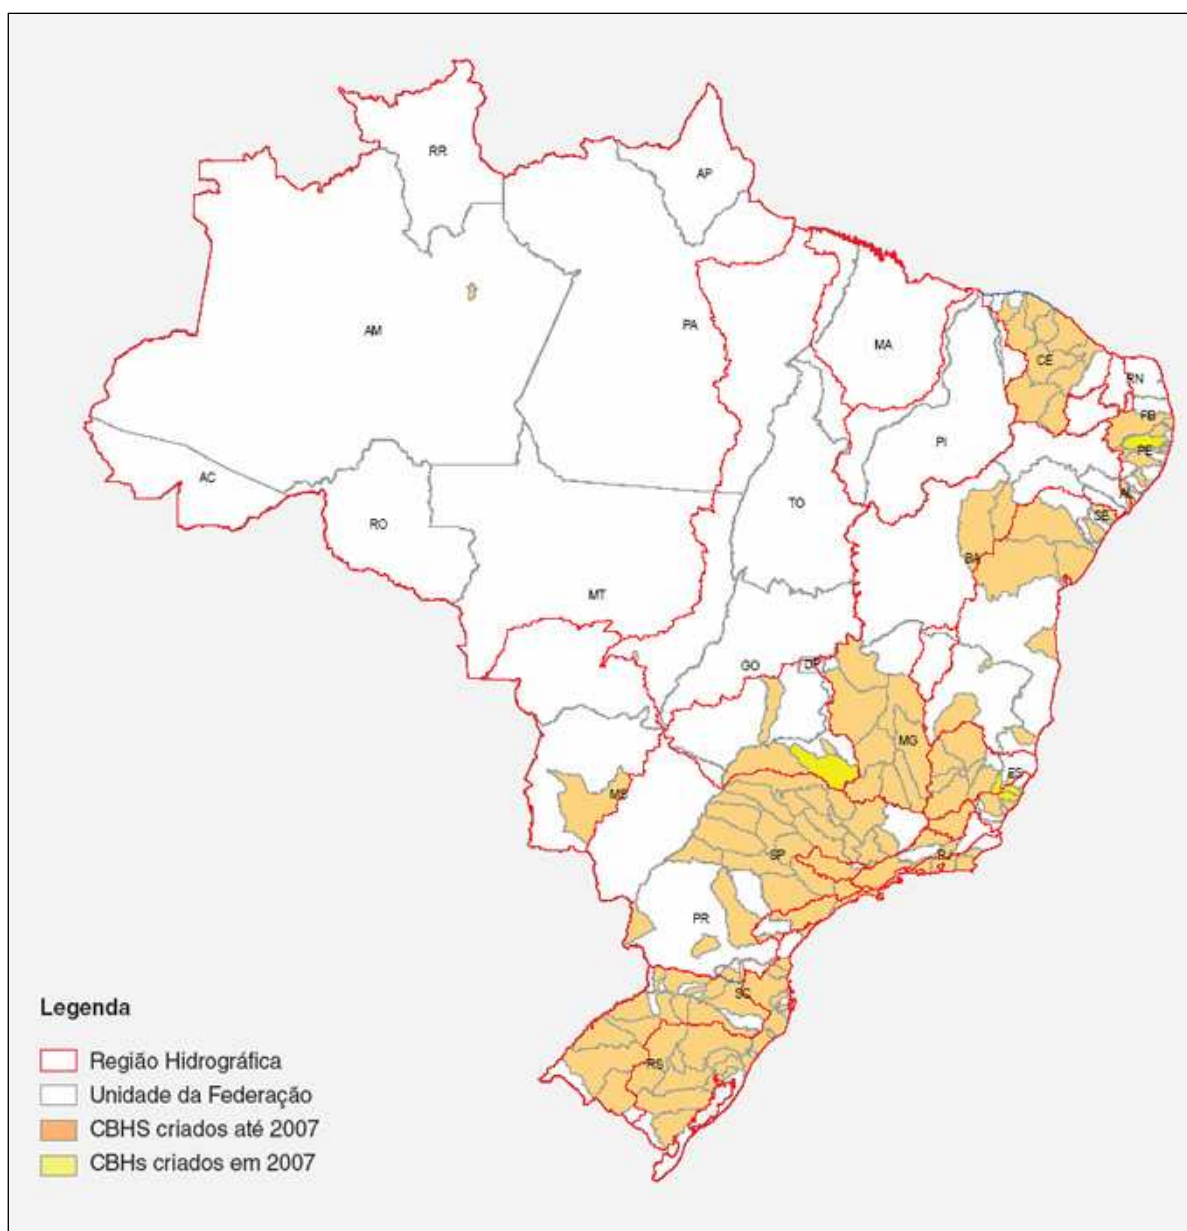 RR
AP
AM
PA
MA
CE
RN
PB
PI
PE
AC
TO
AL
SE
RO
BA
MT
GO
DF
MG
ES
MS
SP
RJ
PR
SC
RS
Legenda
Região Hidrográfica
Unidade da Federação
CBHS criados até 2007
CBHs criados em 2007